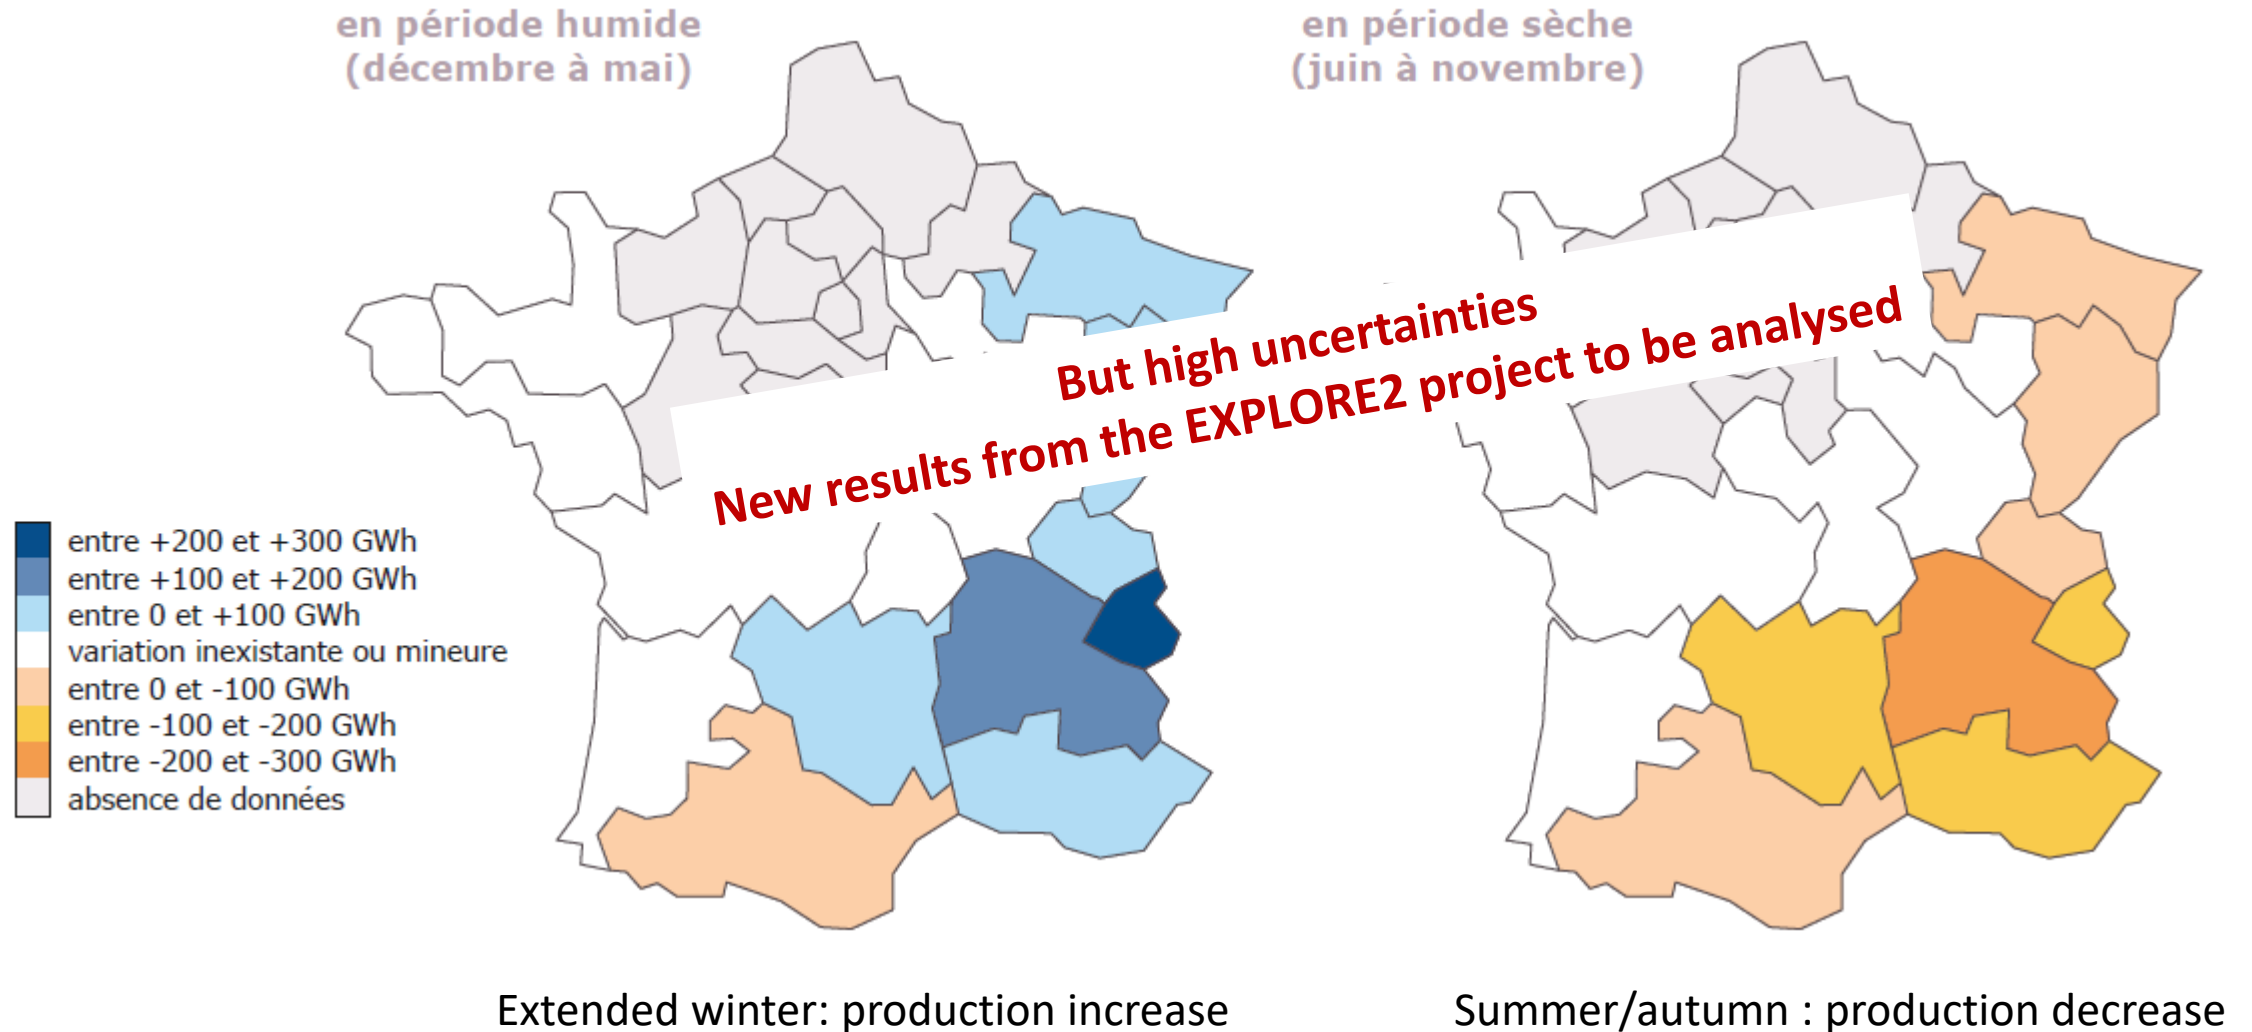 en période humide
(décembre à mai)
en période sèche
(juin à novembre)
But high uncertainties
New results from the EXPLORE2 project to be analysed
entre +200 et +300 GWh
entre +100 et +200 GWh
entre 0 et +100 GWh
variation inexistante ou mineure
entre 0 et -100 GWh
entre -100 et -200 GWh
entre -200 et -300 GWh
absence de données
Extended winter: production increase
Summer/autumn : production decrease